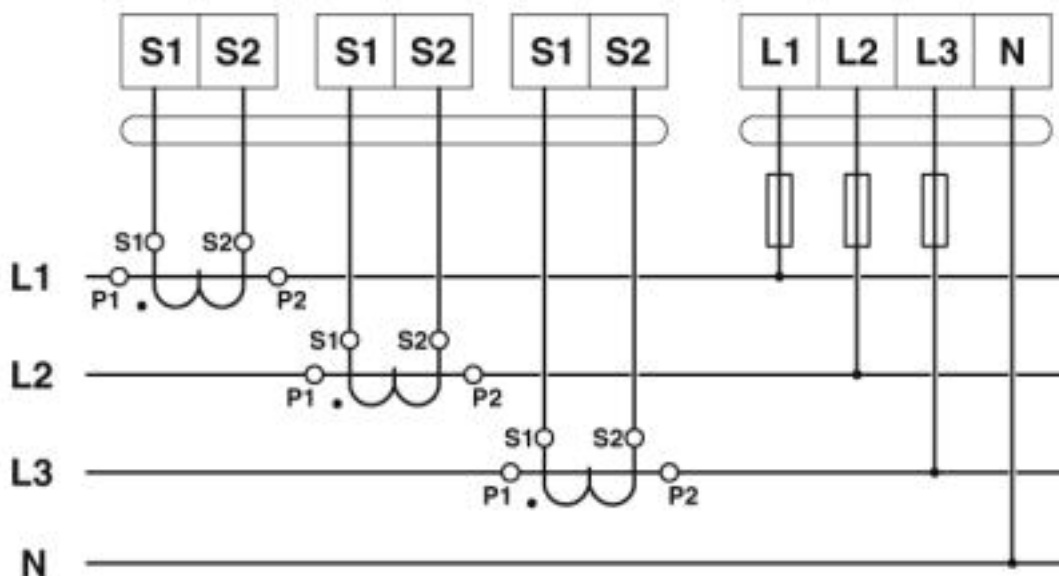 S1 S2 S1 S2 S1 S2 L1 L2 L3 N
S1 S2
L1
P1 P2
S1 S2
L2
P1 P2
S1 S2
L3
P1 P2
N